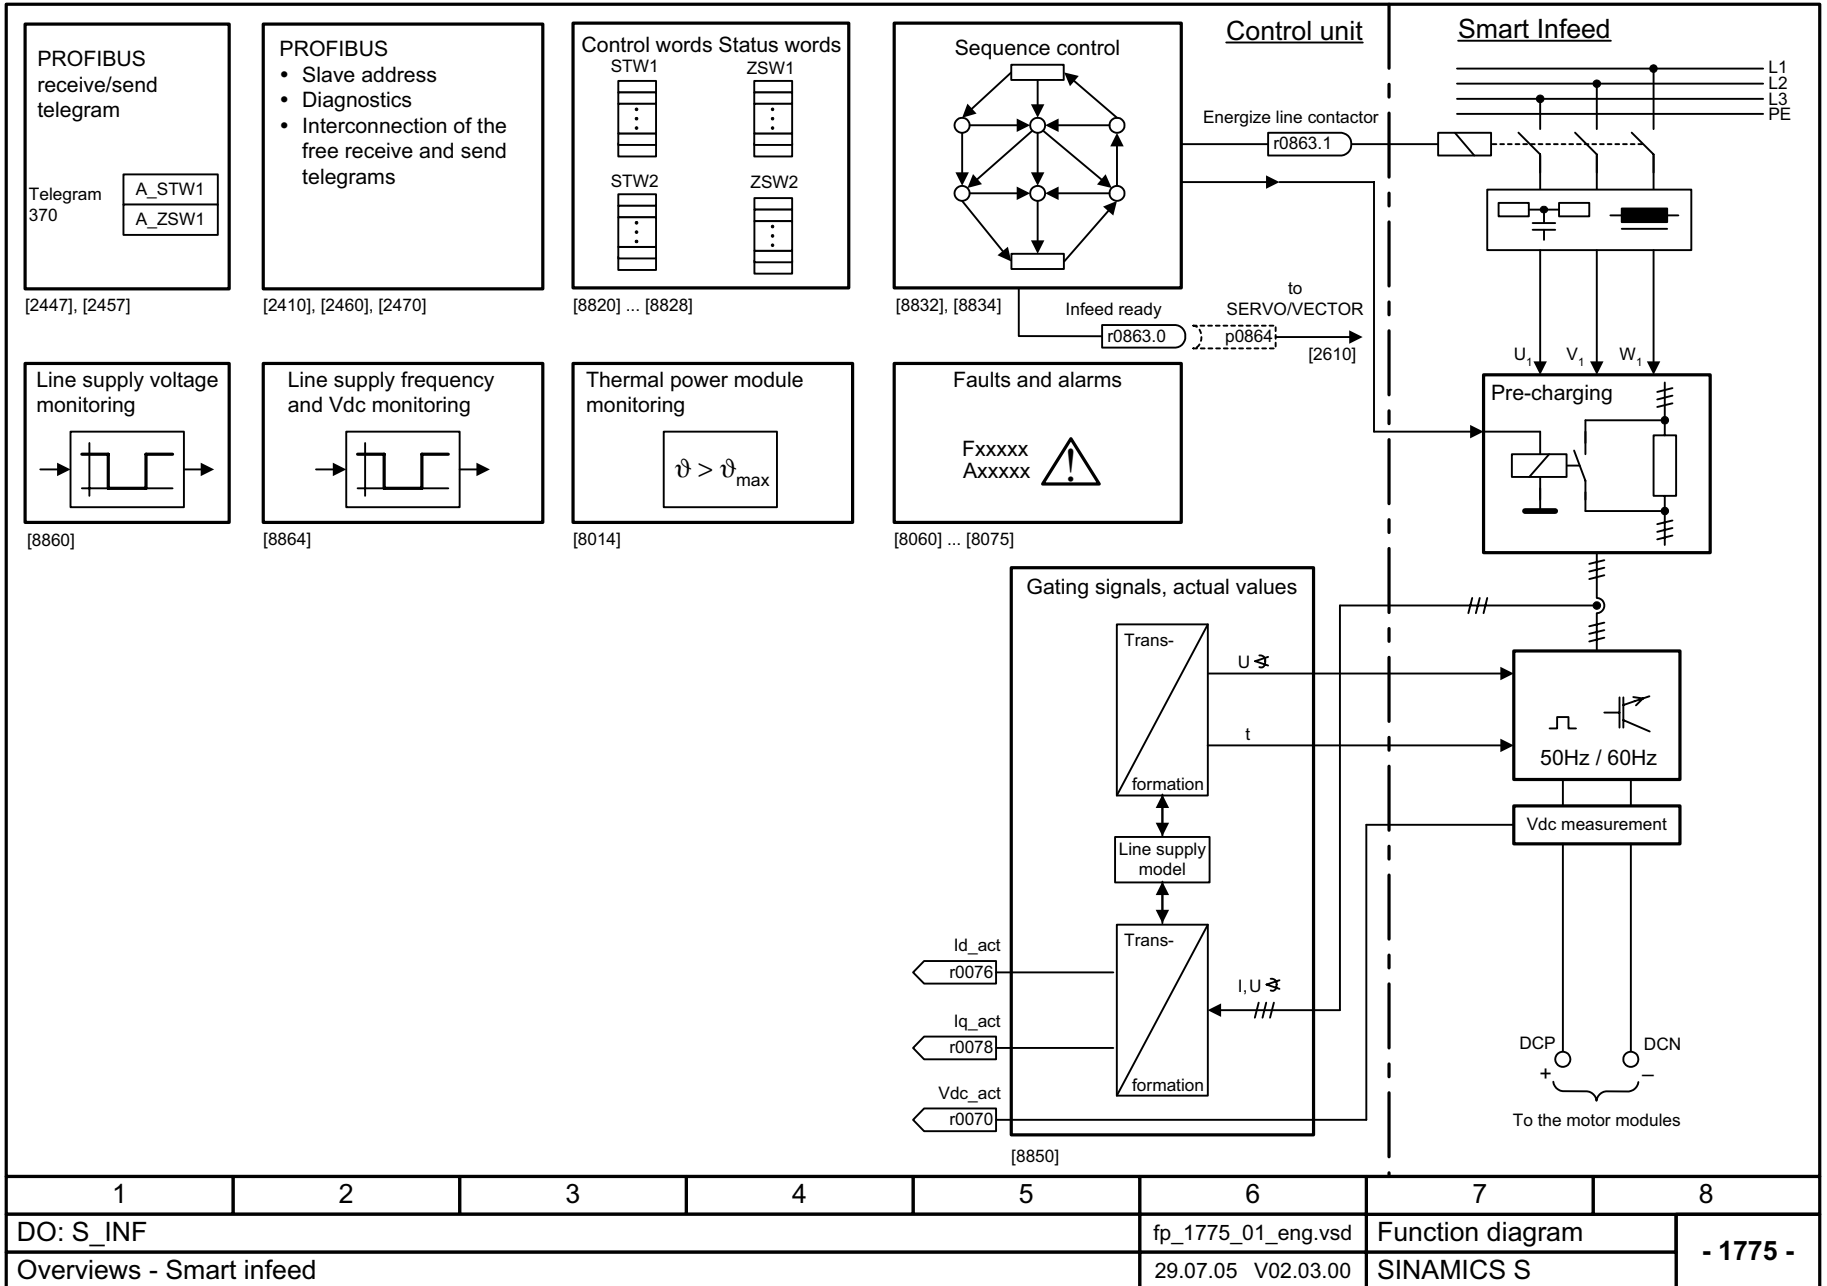 PROFIBUS
receive/send
telegram
Telegram
370
A_STW1
A_ZSW1
[2447], [2457]
PROFIBUS
• Slave address
• Diagnostics
• Interconnection of the
free receive and send
telegrams
[2410], [2460], [2470]
Control words Status words
STW1 ZSW1
STW2 ZSW2
[8820] ... [8828]
Sequence control
[8832], [8834]
Control unit
Smart Infeed
L1
L2
L3
PE
Energize line contactor
r0863.1
Infeed ready
r0863.0
to
SERVO/VECTOR
p0864
[2610]
U1 V1 W1
Pre-charging
Line supply voltage
monitoring
[8860]
Line supply frequency
and Vdc monitoring
[8864]
Thermal power module
monitoring
ϑ > ϑmax
[8014]
Faults and alarms
Fxxxxx
Axxxxx
[8060] ... [8075]
Gating signals, actual values
Trans-
formation
U ∢
t
Line supply
model
Trans-
formation
I,U ∢
Id_act
r0076
Iq_act
r0078
Vdc_act
r0070
[8850]
50Hz / 60Hz
Vdc measurement
DCP DCN
+ –
To the motor modules
1 2 3 4 5 6 7 8
DO: S_INF
fp_1775_01_eng.vsd
Function diagram
- 1775 -
Overviews - Smart infeed
29.07.05 V02.03.00
SINAMICS S